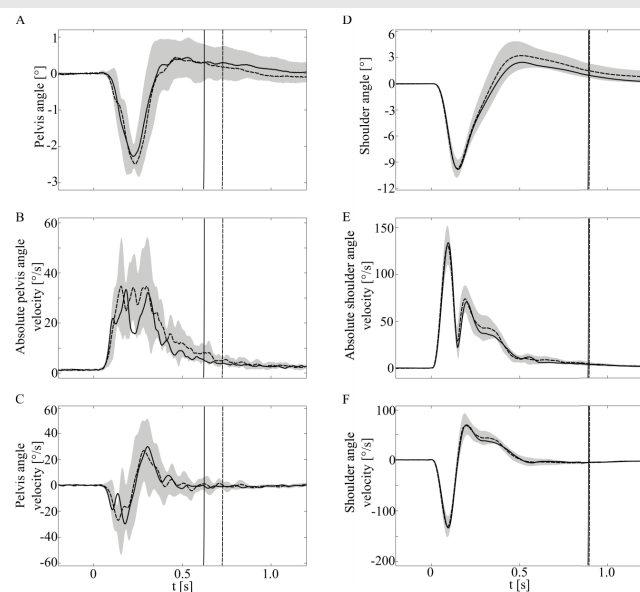 A
Pelvis angle [°]
1
0
-1
-2
-3
B
Absolute pelvis angle
velocity [°/s]
60
40
20
0
C
Pelvis angle
velocity [°/s]
60
40
20
0
-20
-40
-60
0
0.5
1.0
t [s]
D
Shoulder angle [°]
6
3
0
-3
-6
-9
-12
E
Absolute shoulder angle
velocity [°/s]
150
100
50
0
F
Shoulder angle
velocity [°/s]
100
0
-100
-200
0
0.5
1.0
t [s]